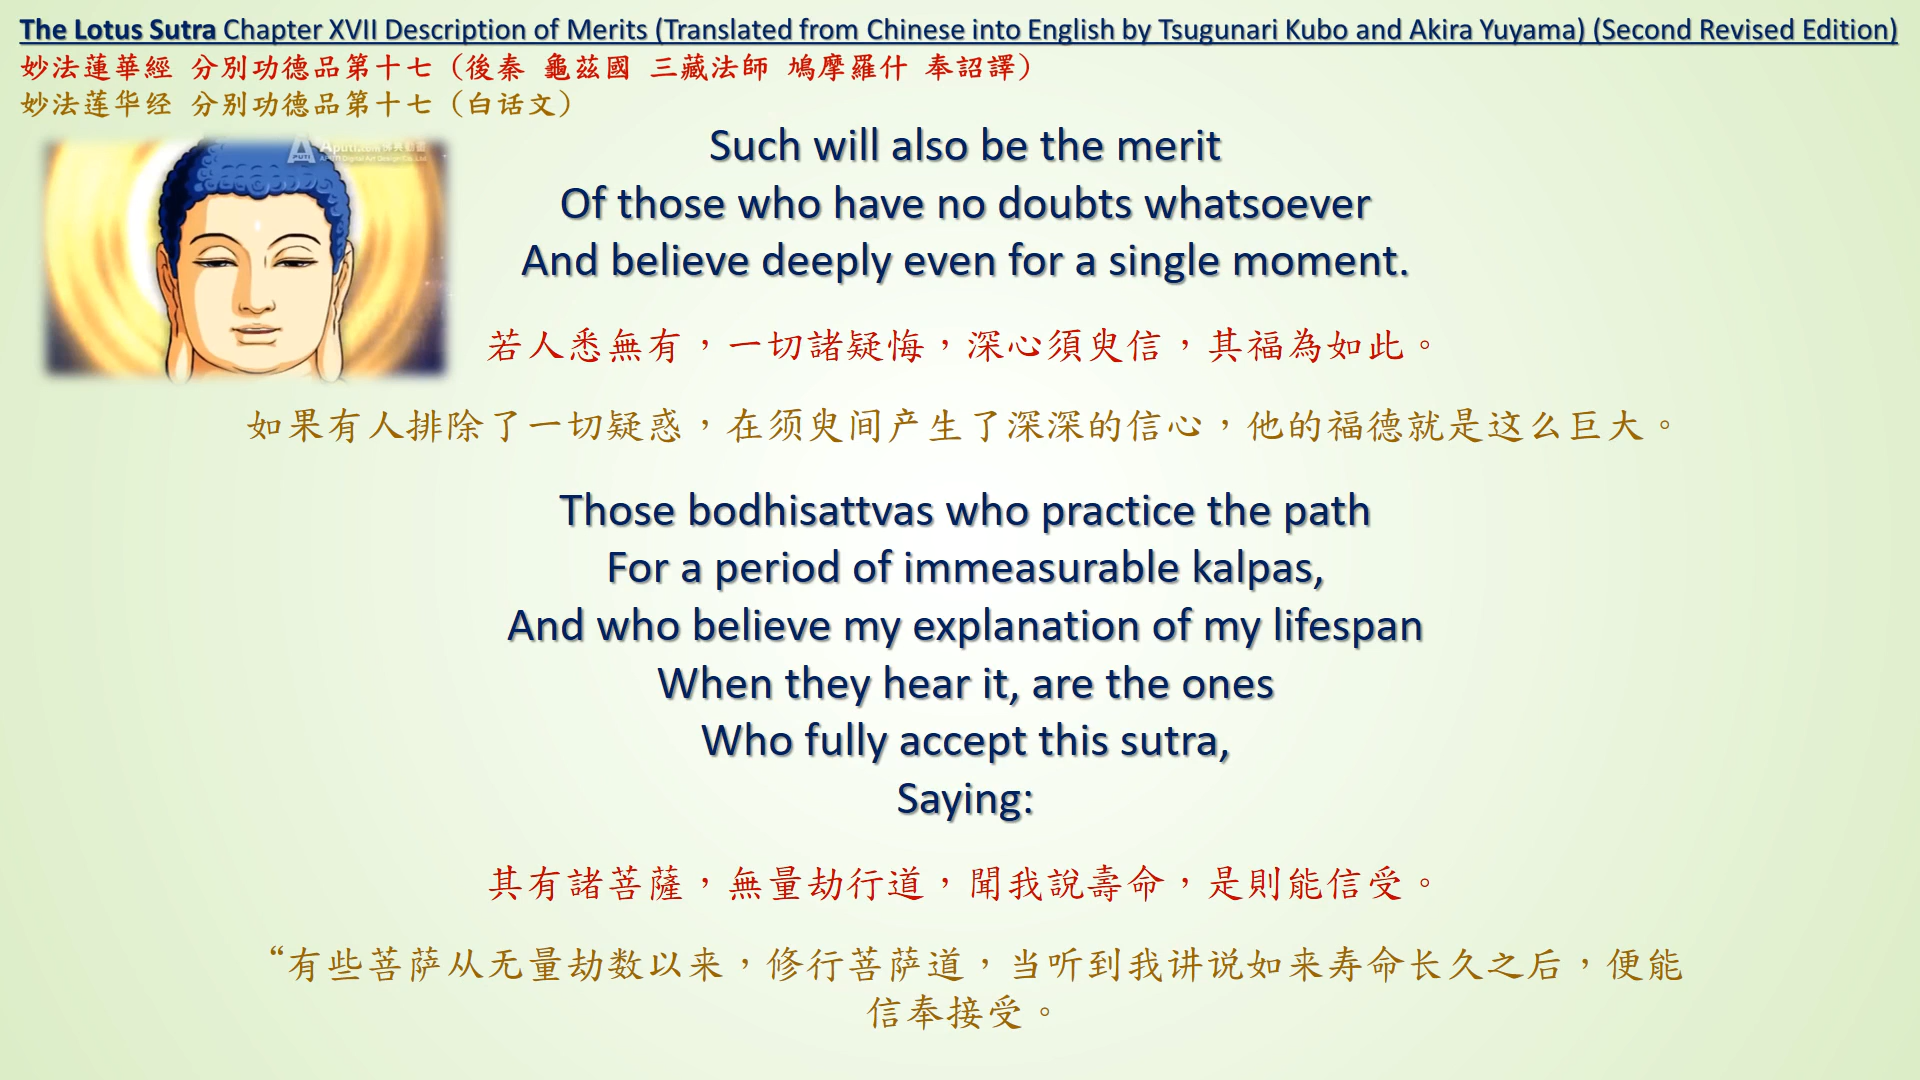 The Lotus Sutra Chapter XVII Description of Merits (Translated from Chinese into English by Tsugunari Kubo and Akira Yuyama) (Second Revised Edition)
妙法蓮華經 分別功德品第十七（後秦 龜茲國 三藏法師 鳩摩羅什 奉詔譯）
妙法莲华经 分别功德品第十七（白话文）
Such will also be the merit
Of those who have no doubts whatsoever
And believe deeply even for a single moment.
若人悉無有，一切諸疑悔，深心須臾信，其福為如此。
如果有人排除了一切疑惑，在须臾间产生了深深的信心，他的福德就是这么巨大。
Those bodhisattvas who practice the path
For a period of immeasurable kalpas,
And who believe my explanation of my lifespan
When they hear it, are the ones
Who fully accept this sutra,
Saying:
其有諸菩薩，無量劫行道，聞我說壽命，是則能信受。
“有些菩萨从无量劫数以来，修行菩萨道，当听到我讲说如来寿命长久之后，便能
信奉接受。